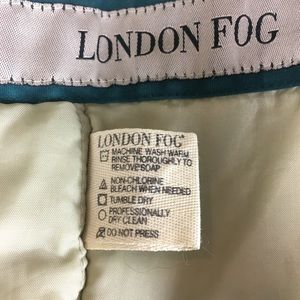 LONDON FOG
LONDON FOG®
MACHINE WASH WARM
RINSE THOROUGHLY TO
REMOVE SOAP
NON-CHLORINE
BLEACH WHEN NEEDED
TUMBLE DRY
PROFESSIONALLY
DRY CLEAN
DO NOT PRESS